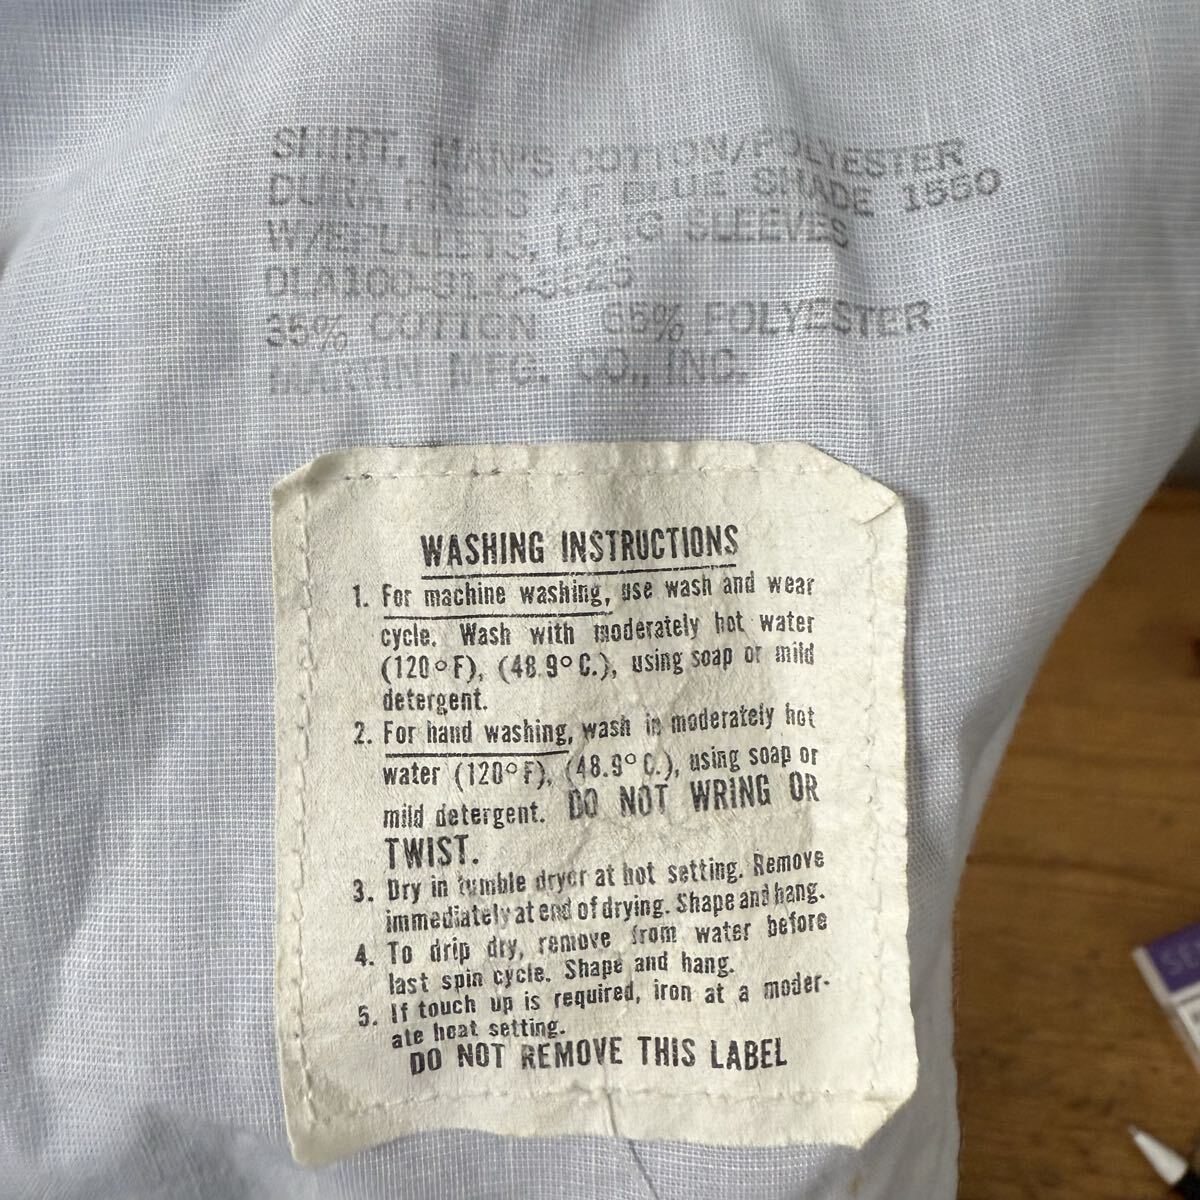 SHIRT, MAN'S COTTON/POLYESTER
DURA PRESS AF BLUE SHADE 1550
W/EPULLETS, LONG SLEEVES
DLA100-81-C-3526
35% COTTON 65% POLYESTER
MARTIN MFG. CO., INC.
WASHING INSTRUCTIONS
1. For machine washing, use wash and wear
cycle. Wash with moderately hot water
(120°F), (48.9°C.), using soap or mild
detergent.
2. For hand washing, wash in moderately hot
water (120°F), (48.9°C.), using soap or
mild detergent. DO NOT WRING OR
TWIST.
3. Dry in tumble dryer at hot setting. Remove
immediately at end of drying. Shape and hang.
4. To drip dry, remove from water before
last spin cycle. Shape and hang.
5. If touch up is required, iron at a moder-
ate heat setting.
DO NOT REMOVE THIS LABEL